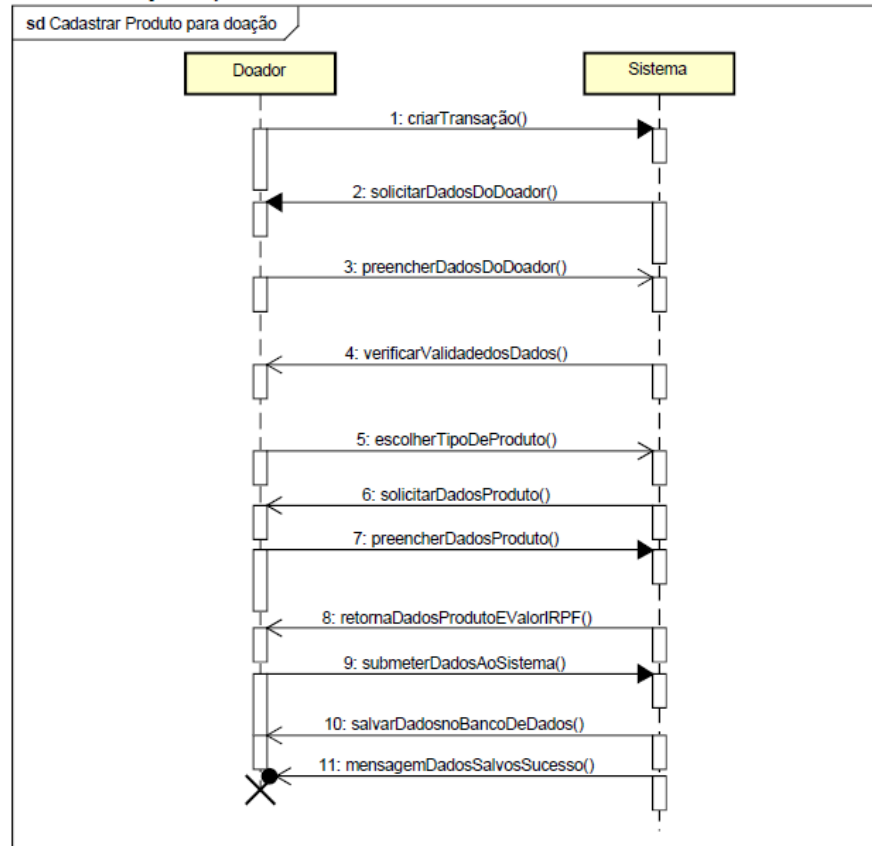 sd Cadastrar Produto para doação
Doador
Sistema
1: criarTransação()
2: solicitarDadosDoDoador()
3: preencherDadosDoDoador()
4: verificarValidadedosDados()
5: escolherTipoDeProduto()
6: solicitarDadosProduto()
7: preencherDadosProduto()
8: retornaDadosProdutoEValorIRPF()
9: submeterDadosAoSistema()
10: salvarDadosnoBancoDeDados()
11: mensagemDadosSalvosSucesso()